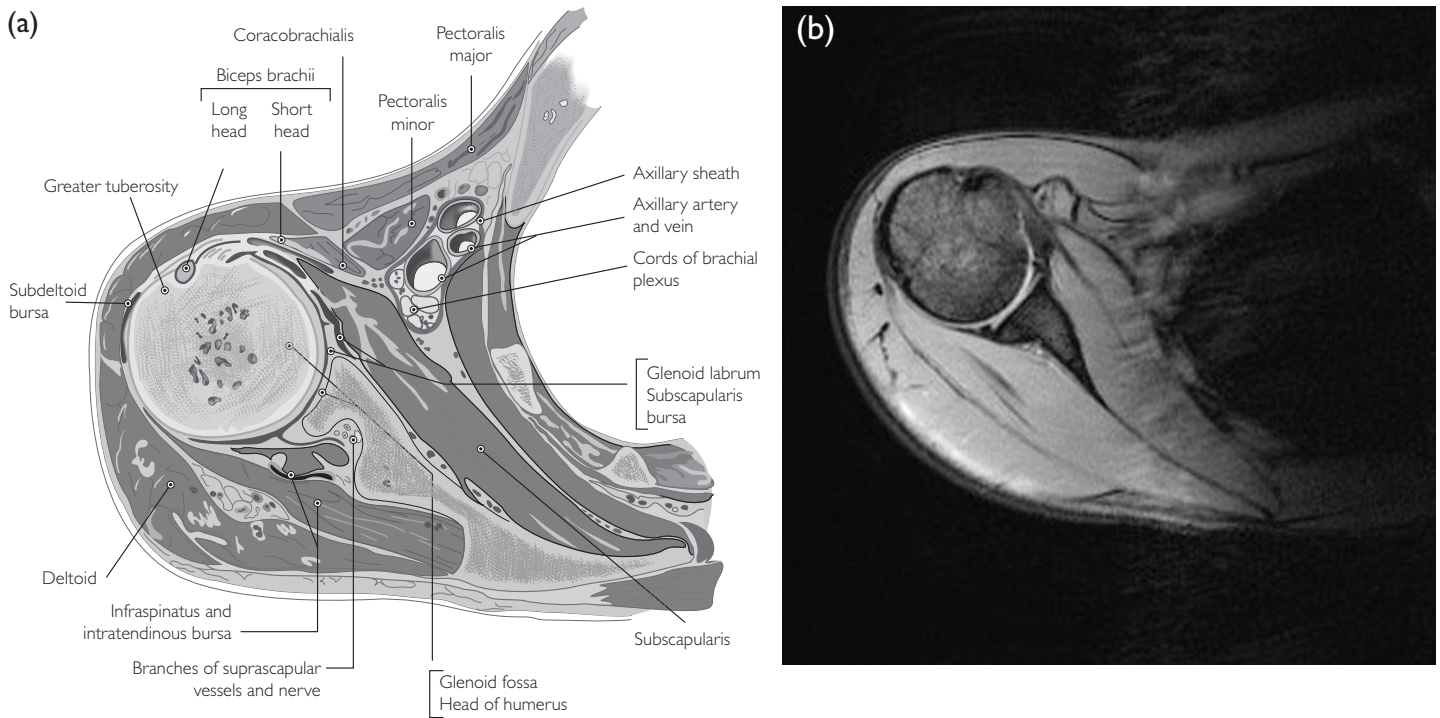 (a)
Coracobrachialis
Pectoralis
major
Biceps brachii
Long
head
Short
head
Pectoralis
minor
Greater tuberosity
Axillary sheath
Axillary artery
and vein
Cords of brachial
plexus
Subdeltoid
bursa
Glenoid labrum
Subscapularis
bursa
Deltoid
Infraspinatus and
intratendinous bursa
Subscapularis
Branches of suprascapular
vessels and nerve
Glenoid fossa
Head of humerus
(b)